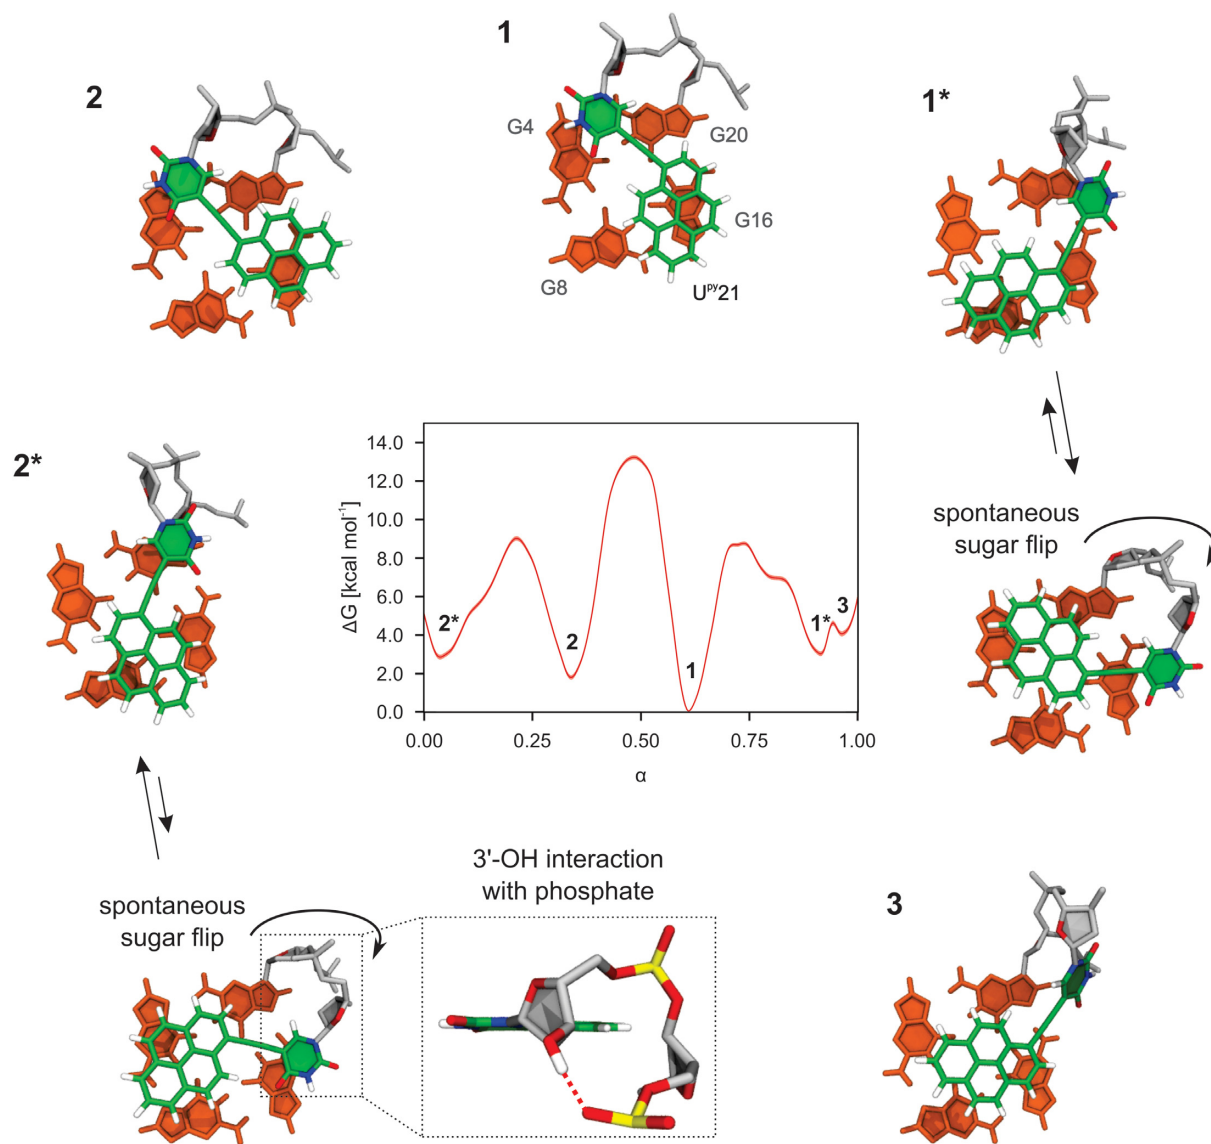 1
2
1*
G4
G20
G16
G8
Uᵖʸ21
2*
14.0
12.0
10.0
8.0
6.0
4.0
2.0
0.0
ΔG [kcal mol⁻¹]
2*
2
1
1*
3
0.00
0.25
0.50
0.75
1.00
α
spontaneous
sugar flip
3'-OH interaction
with phosphate
spontaneous
sugar flip
3